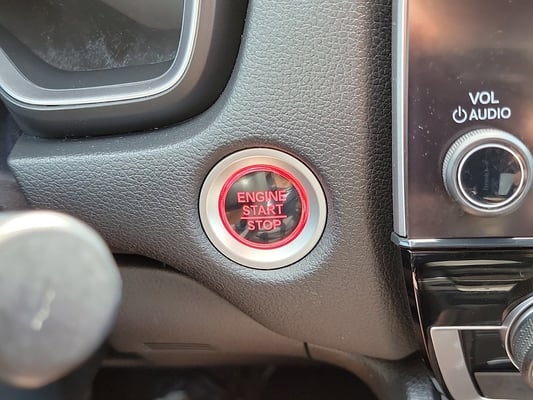 ENGINE
START
STOP
VOL
AUDIO